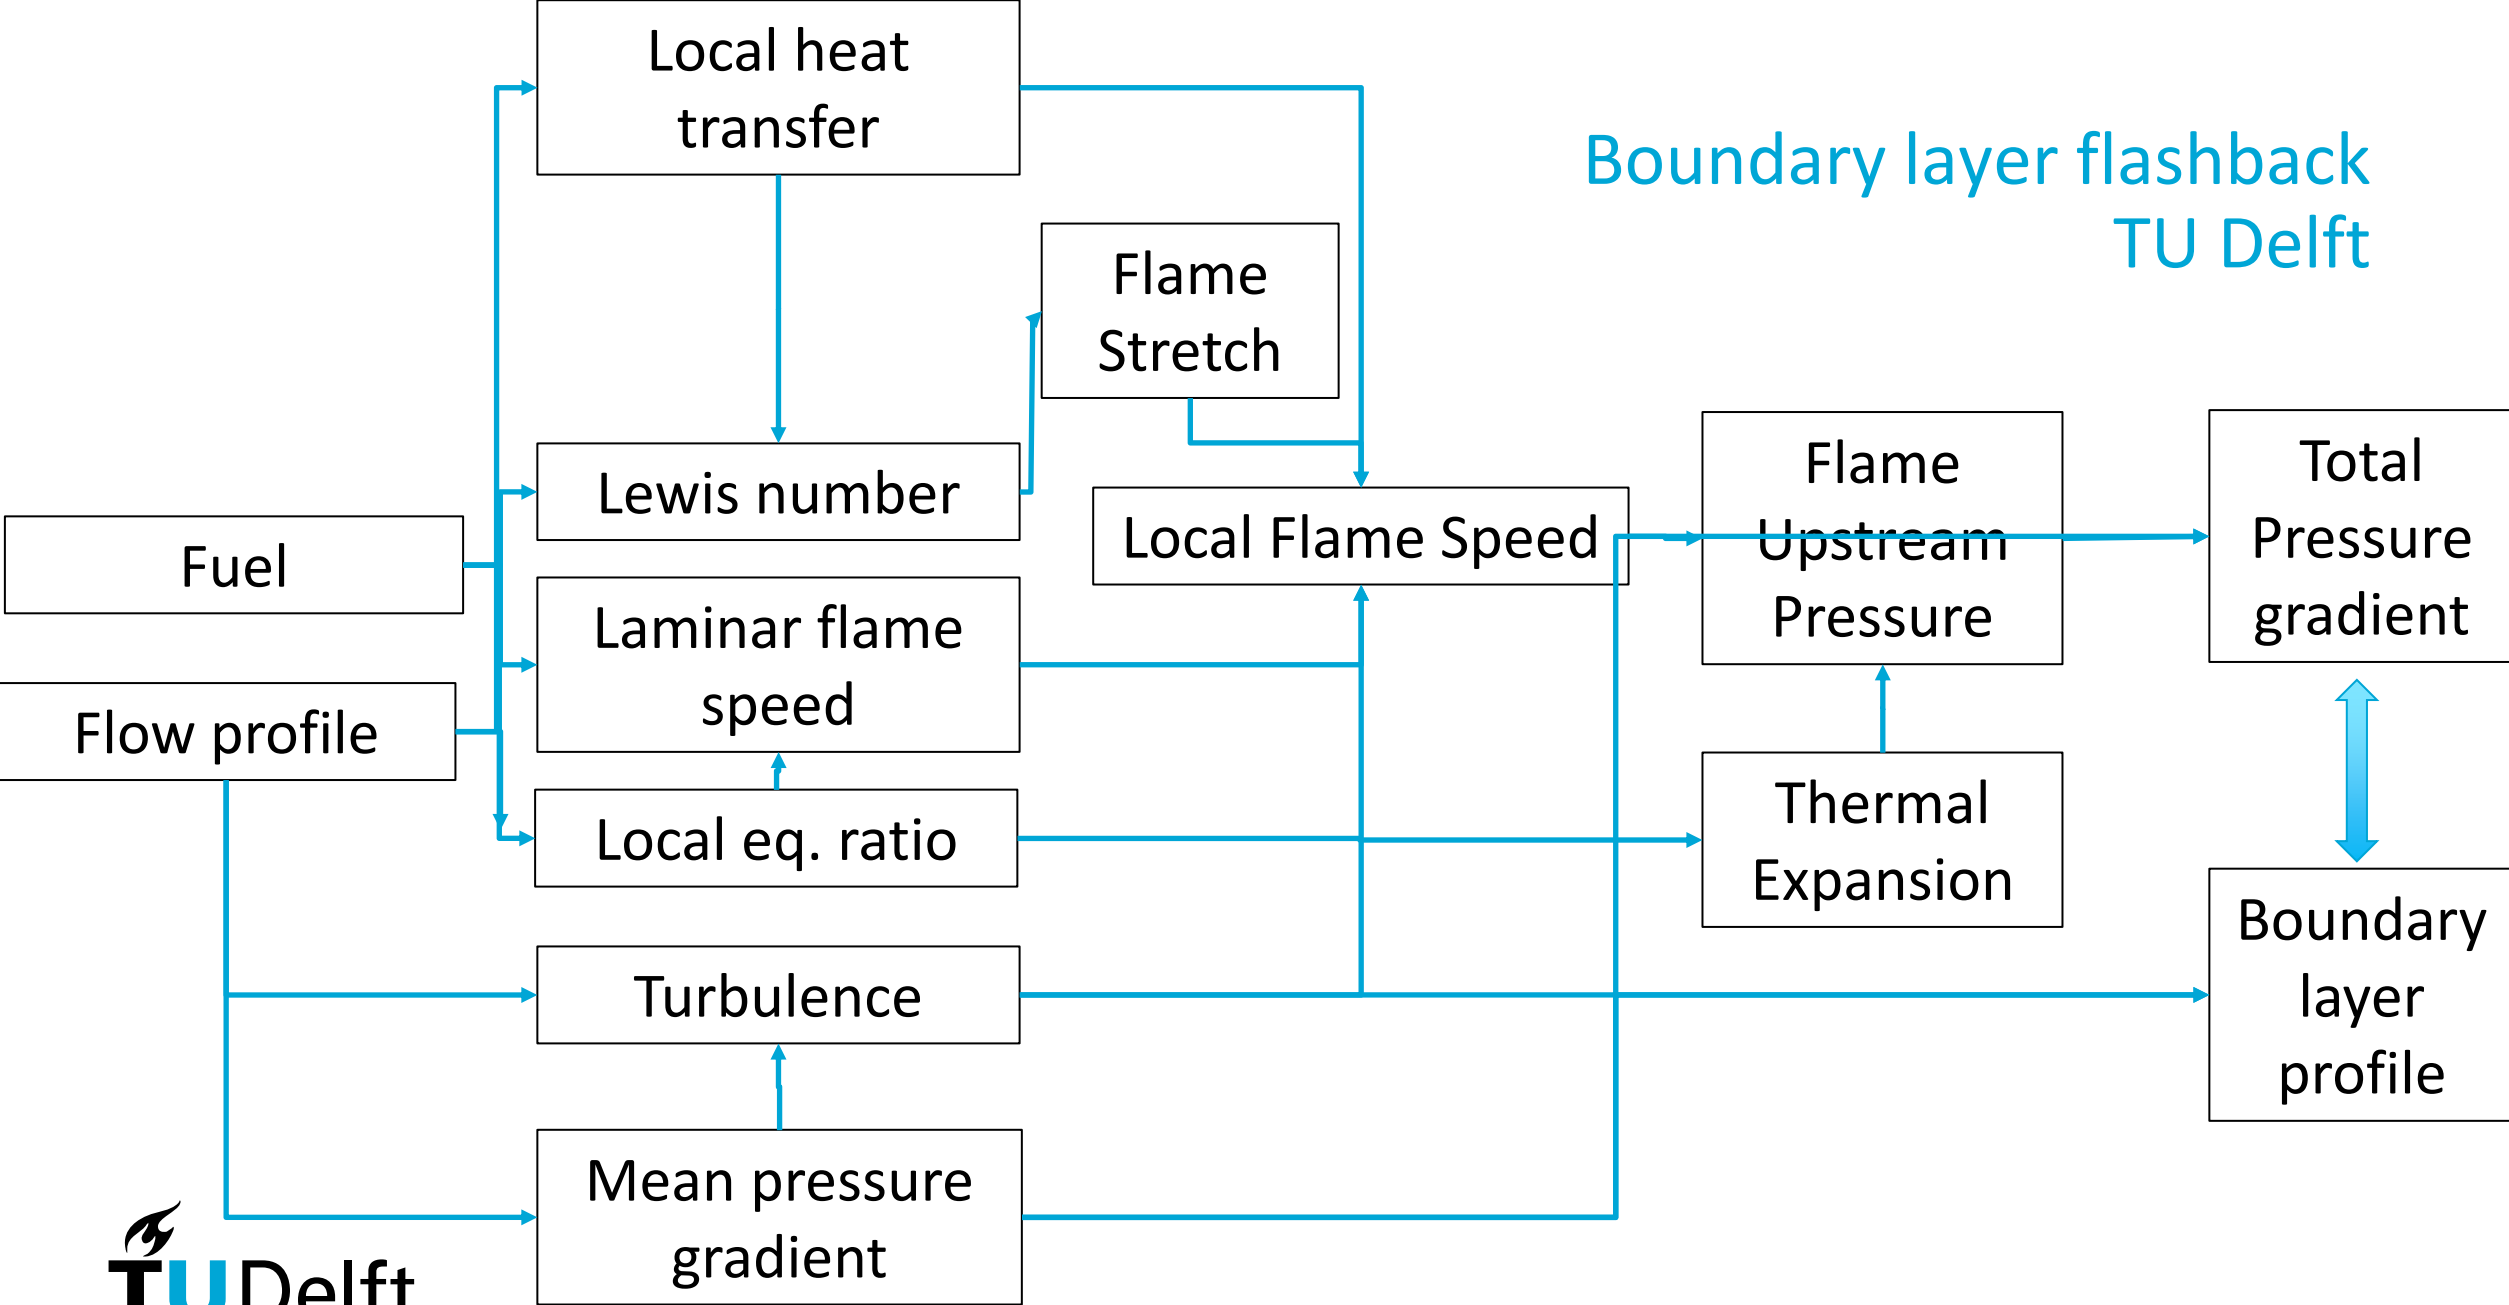 Local heat
transfer
Boundary layer flashback
TU Delft
Flame
Stretch
Lewis number
Fuel
Local Flame Speed
Flame
Upstream
Pressure
Total
Pressure
gradient
Laminar flame
speed
Flow profile
Local eq. ratio
Thermal
Expansion
Turbulence
Boundary
layer
profile
Mean pressure
gradient
TU Delft